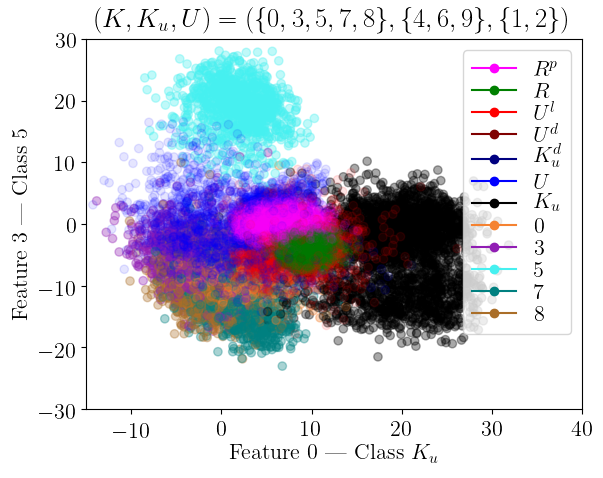 (K, K_u, U) = ({0, 3, 5, 7, 8}, {4, 6, 9}, {1, 2})
30
20
10
0
−10
−20
−30
Feature 3 — Class 5
R^p
R
U^l
U^d
K_u^d
U
K_u
0
3
5
7
8
−10 0 10 20 30 40
Feature 0 — Class K_u